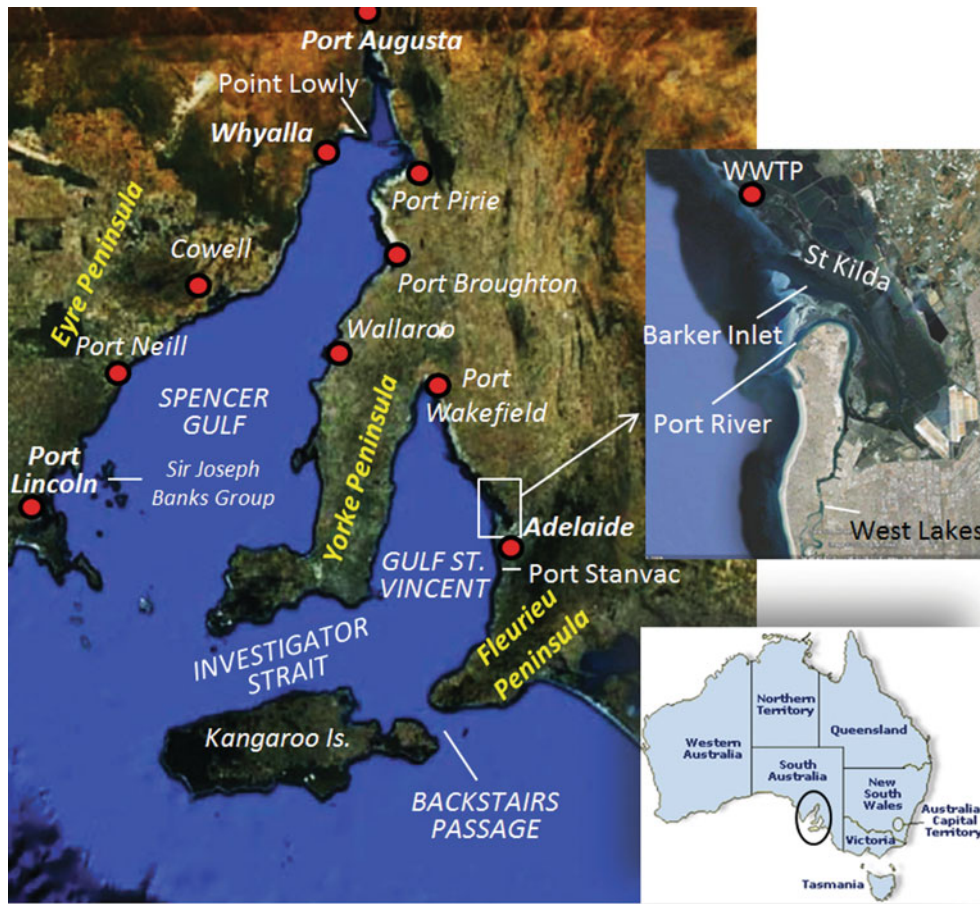 Port Augusta
Point Lowly
Whyalla
Port Pirie
Eyre Peninsula
Cowell
Port Broughton
Wallaroo
Port Neill
Port
Wakefield
SPENCER
GULF
Yorke Peninsula
Port
Lincoln
Sir Joseph
Banks Group
Adelaide
GULF ST.
VINCENT
Port Stanvac
Fleurieu
Peninsula
INVESTIGATOR
STRAIT
Kangaroo Is.
BACKSTAIRS
PASSAGE
WWTP
St Kilda
Barker Inlet
Port River
West Lakes
Northern
Territory
Queensland
Western
Australia
South
Australia
New
South
Wales
Australia
Capital
Territory
Victoria
Tasmania